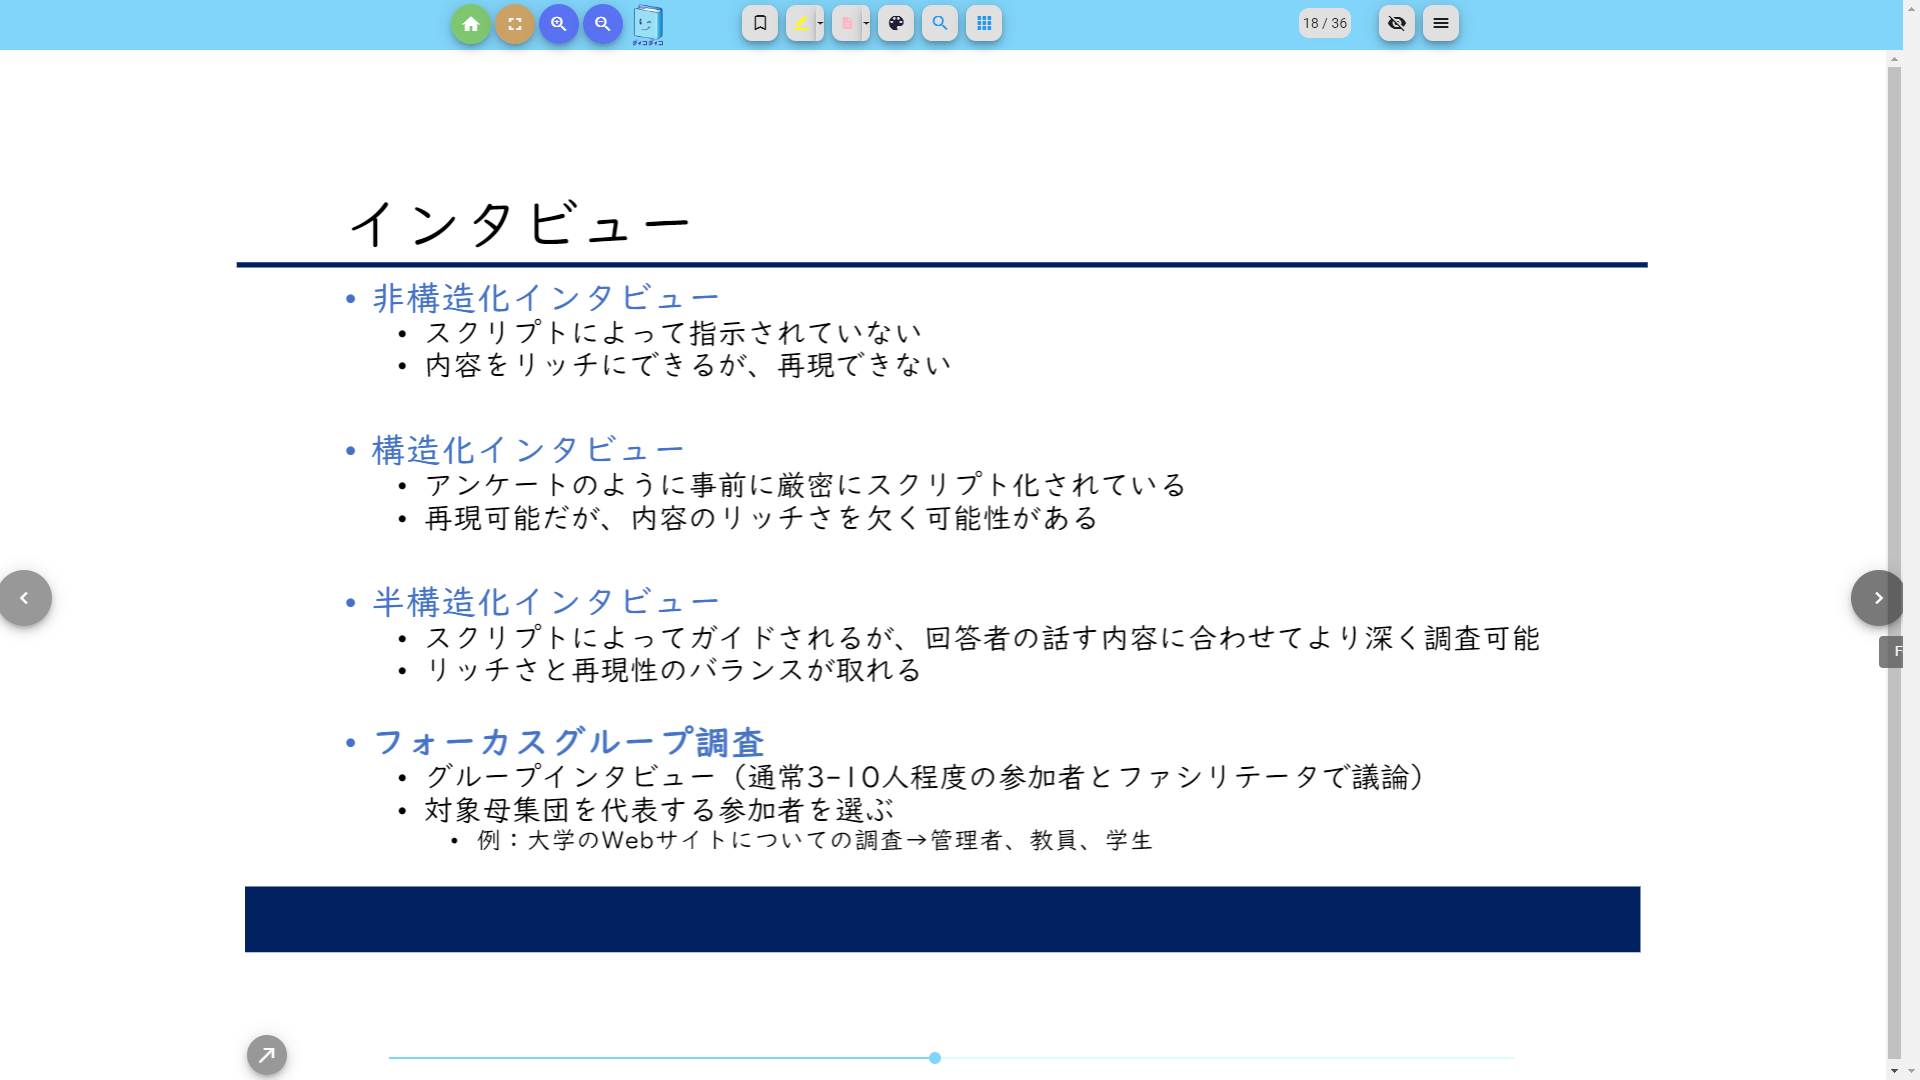 ダィコダィコ
18 / 36
インタビュー
• 非構造化インタビュー
• スクリプトによって指示されていない
• 内容をリッチにできるが、再現できない
• 構造化インタビュー
• アンケートのように事前に厳密にスクリプト化されている
• 再現可能だが、内容のリッチさを欠く可能性がある
• 半構造化インタビュー
• スクリプトによってガイドされるが、回答者の話す内容に合わせてより深く調査可能
• リッチさと再現性のバランスが取れる
• フォーカスグループ調査
• グループインタビュー（通常3-10人程度の参加者とファシリテータで議論）
• 対象母集団を代表する参加者を選ぶ
• 例：大学のWebサイトについての調査→管理者、教員、学生
F